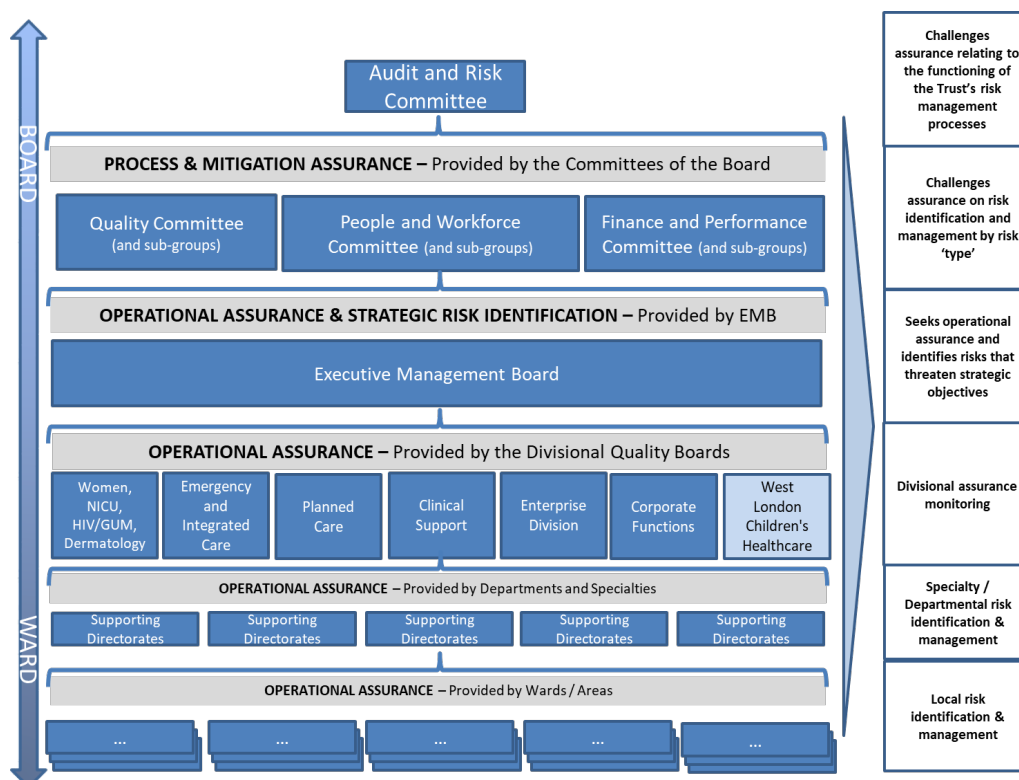 BOARD
WARD
Audit and Risk
Committee
PROCESS & MITIGATION ASSURANCE – Provided by the Committees of the Board
Quality Committee
(and sub-groups)
People and Workforce
Committee (and sub-groups)
Finance and Performance
Committee (and sub-groups)
OPERATIONAL ASSURANCE & STRATEGIC RISK IDENTIFICATION – Provided by EMB
Executive Management Board
OPERATIONAL ASSURANCE – Provided by the Divisional Quality Boards
Women,
NICU,
HIV/GUM,
Dermatology
Emergency
and
Integrated
Care
Planned
Care
Clinical
Support
Enterprise
Division
Corporate
Functions
West
London
Children's
Healthcare
OPERATIONAL ASSURANCE – Provided by Departments and Specialties
Supporting
Directorates
Supporting
Directorates
Supporting
Directorates
Supporting
Directorates
Supporting
Directorates
OPERATIONAL ASSURANCE – Provided by Wards / Areas
...
...
...
...
...
Challenges
assurance relating to
the functioning of
the Trust's risk
management
processes
Challenges
assurance on risk
identification and
management by risk
'type'
Seeks operational
assurance and
identifies risks that
threaten strategic
objectives
Divisional assurance
monitoring
Specialty /
Departmental risk
identification &
management
Local risk
identification &
management